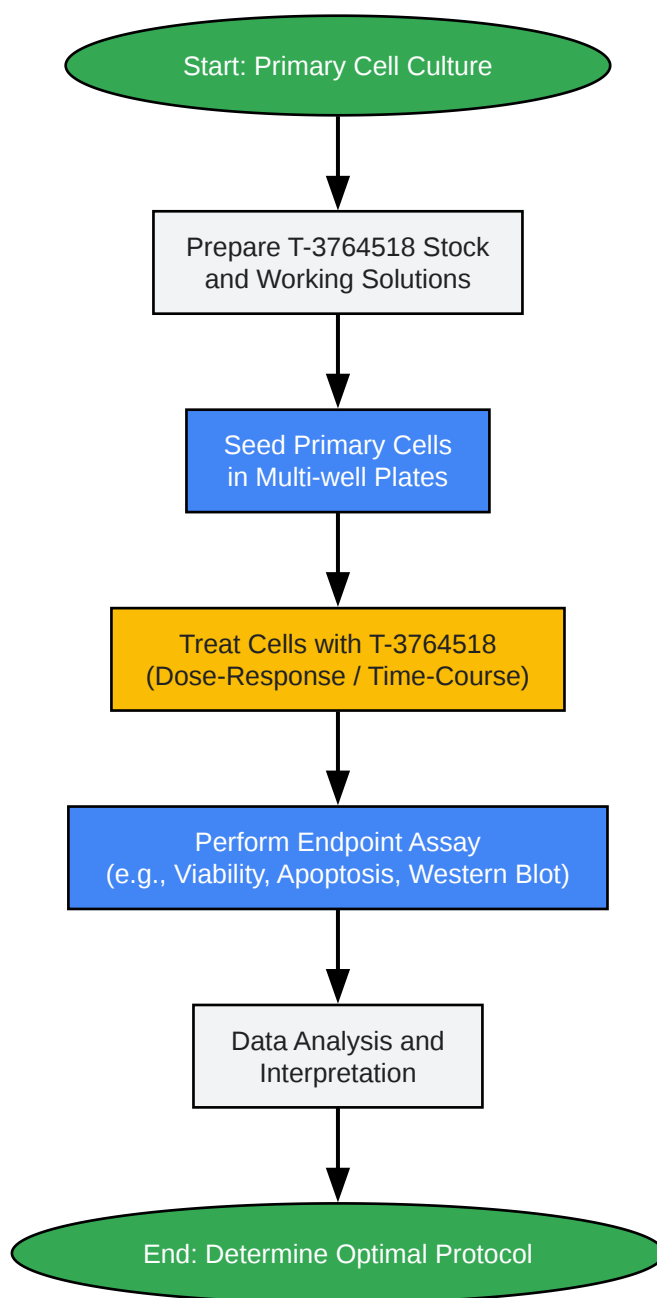 Start: Primary Cell Culture
Prepare T-3764518 Stock
and Working Solutions
Seed Primary Cells
in Multi-well Plates
Treat Cells with T-3764518
(Dose-Response / Time-Course)
Perform Endpoint Assay
(e.g., Viability, Apoptosis, Western Blot)
Data Analysis and
Interpretation
End: Determine Optimal Protocol